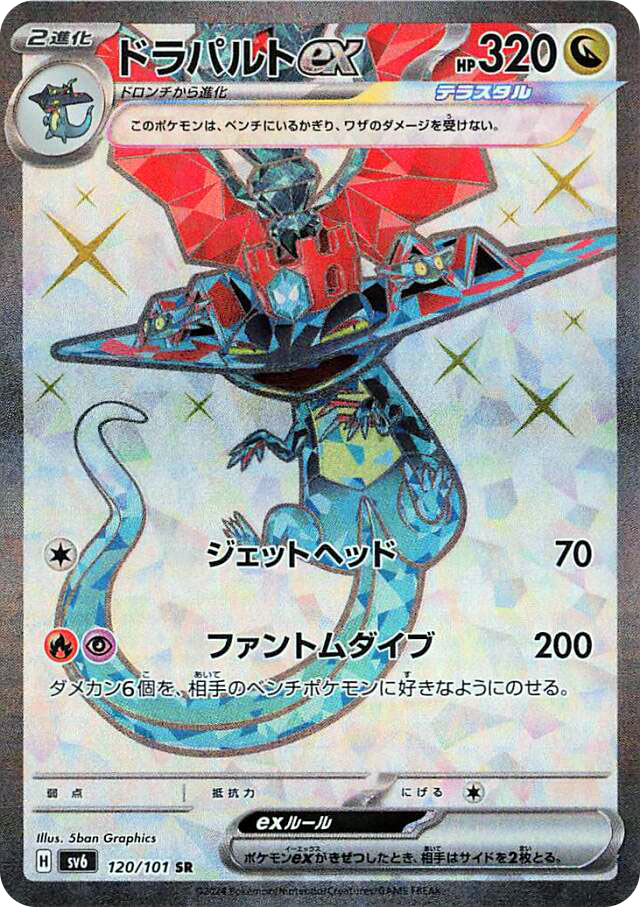 2進化
ドラパルトex
HP320
ドロンチから進化
テラスタル
このポケモンは、ベンチにいるかぎり、ワザのダメージを受けない。
ジェットヘッド 70
ファントムダイブ 200
ダメカン6個を、相手のベンチポケモンに好きなようにのせる。
弱点 抵抗力 にげる
exルール
ポケモンexがきぜつしたとき、相手はサイドを2枚とる。
Illus. 5ban Graphics
H sv6 120/101 SR
©2024 Pokémon/Nintendo/Creatures/GAME FREAK